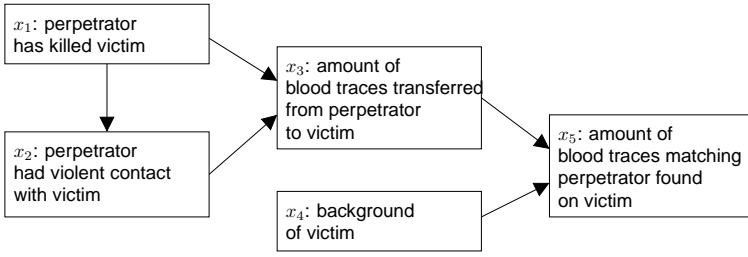 x₁: perpetrator
has killed victim
x₂: perpetrator
had violent contact
with victim
x₃: amount of
blood traces transferred
from perpetrator
to victim
x₄: background
of victim
x₅: amount of
blood traces matching
perpetrator found
on victim